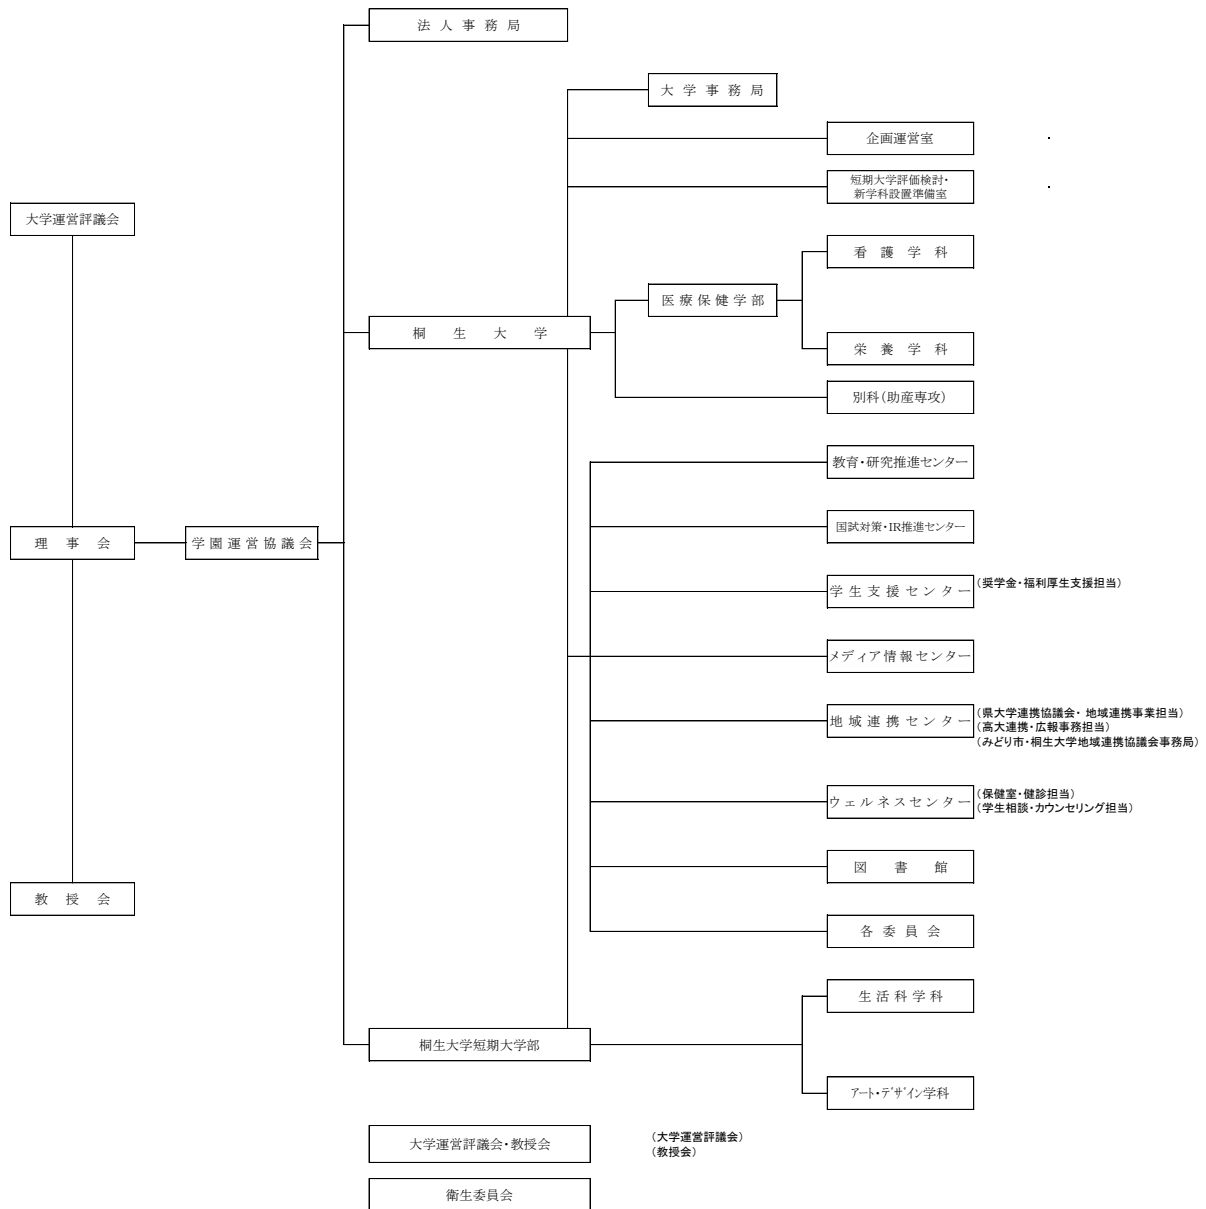 法人事務局
大学事務局
企画運営室
短期大学評価検討・
新学科設置準備室
大学運営評議会
看護学科
医療保健学部
桐生大学
栄養学科
別科(助産専攻)
教育・研究推進センター
理事会
学園運営協議会
国試対策・IR推進センター
学生支援センター
(奨学金・福利厚生支援担当)
メディア情報センター
地域連携センター
(県大学連携協議会・ 地域連携事業担当)
(高大連携・広報事務担当)
(みどり市・桐生大学地域連携協議会事務局)
ウェルネスセンター
(保健室・健診担当)
(学生相談・カウンセリング担当)
図書館
教授会
各委員会
生活科学科
桐生大学短期大学部
アート・デザイン学科
大学運営評議会・教授会
(大学運営評議会)
(教授会)
衛生委員会